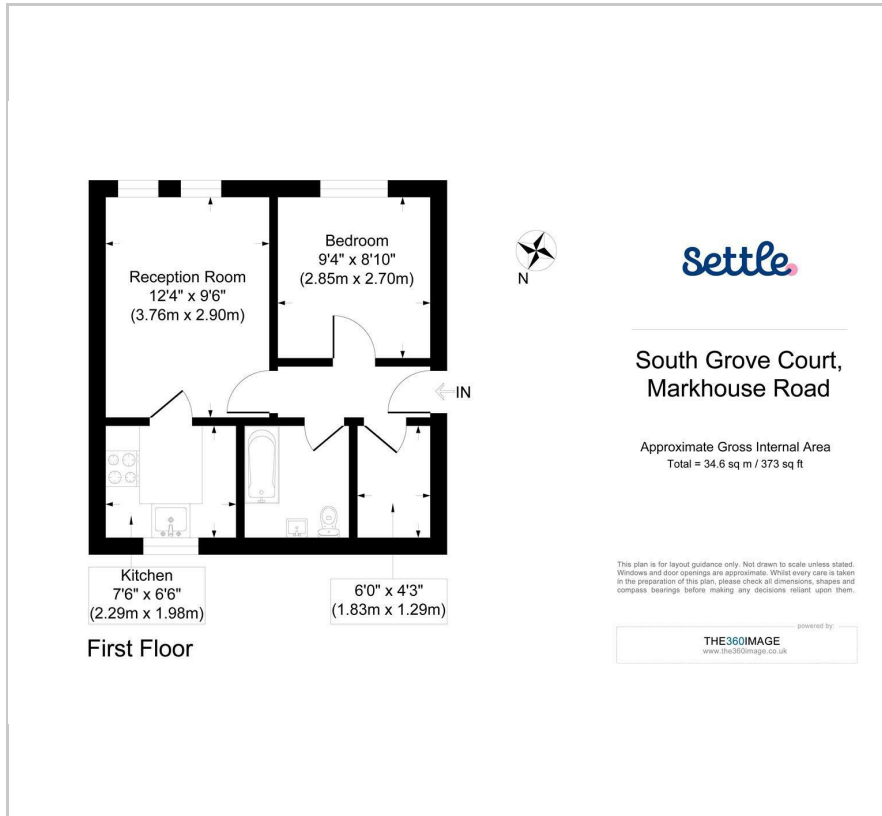 Reception Room
12'4" x 9'6"
(3.76m x 2.90m)
Bedroom
9'4" x 8'10"
(2.85m x 2.70m)
IN
Kitchen
7'6" x 6'6"
(2.29m x 1.98m)
6'0" x 4'3"
(1.83m x 1.29m)
First Floor
N
Settle
South Grove Court,
Markhouse Road
Approximate Gross Internal Area
Total = 34.6 sq m / 373 sq ft
This plan is for layout guidance only. Not drawn to scale unless stated.
Windows and door openings are approximate. Whilst every care is taken
in the preparation of this plan, please check all dimensions, shapes and
compass bearings before making any decisions reliant upon them.
powered by:
THE360IMAGE
www.the360image.co.uk